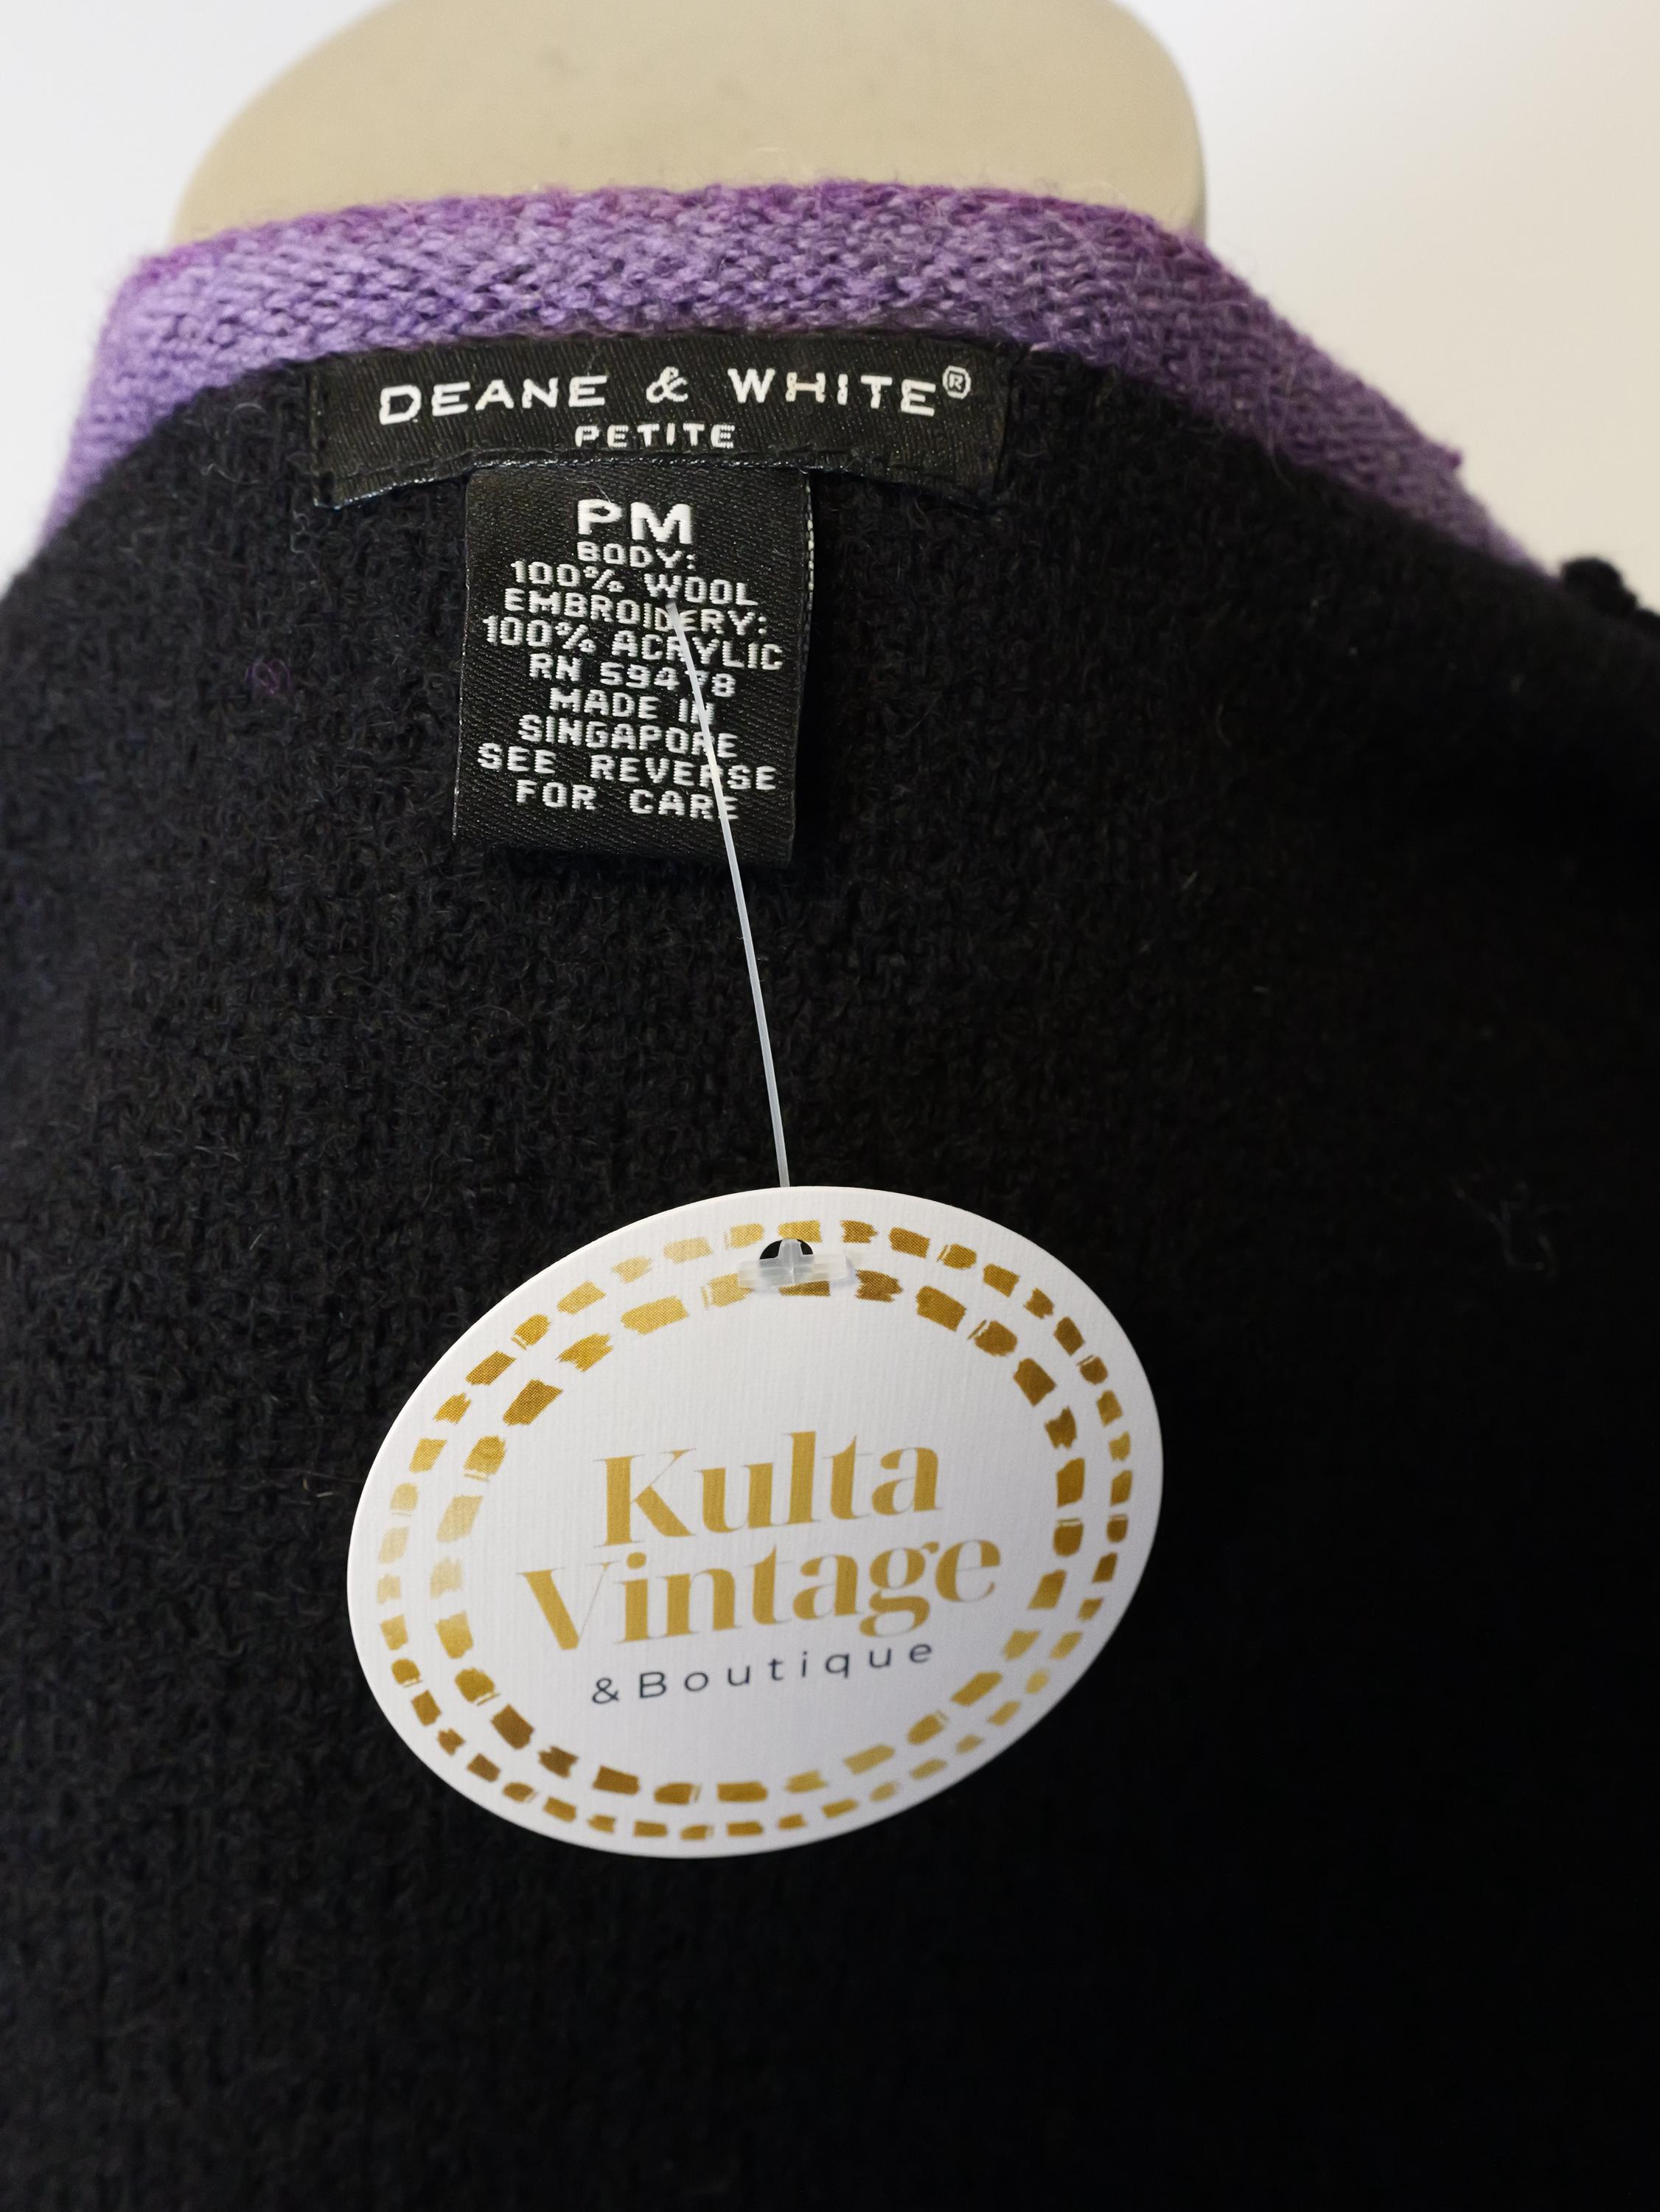 DEANE & WHITE®
PETITE
PM
BODY:
100% WOOL
EMBROIDERY:
100% ACRYLIC
RN 59478
MADE IN
SINGAPORE
SEE REVERSE
FOR CARE
Kulta
Vintage
&Boutique